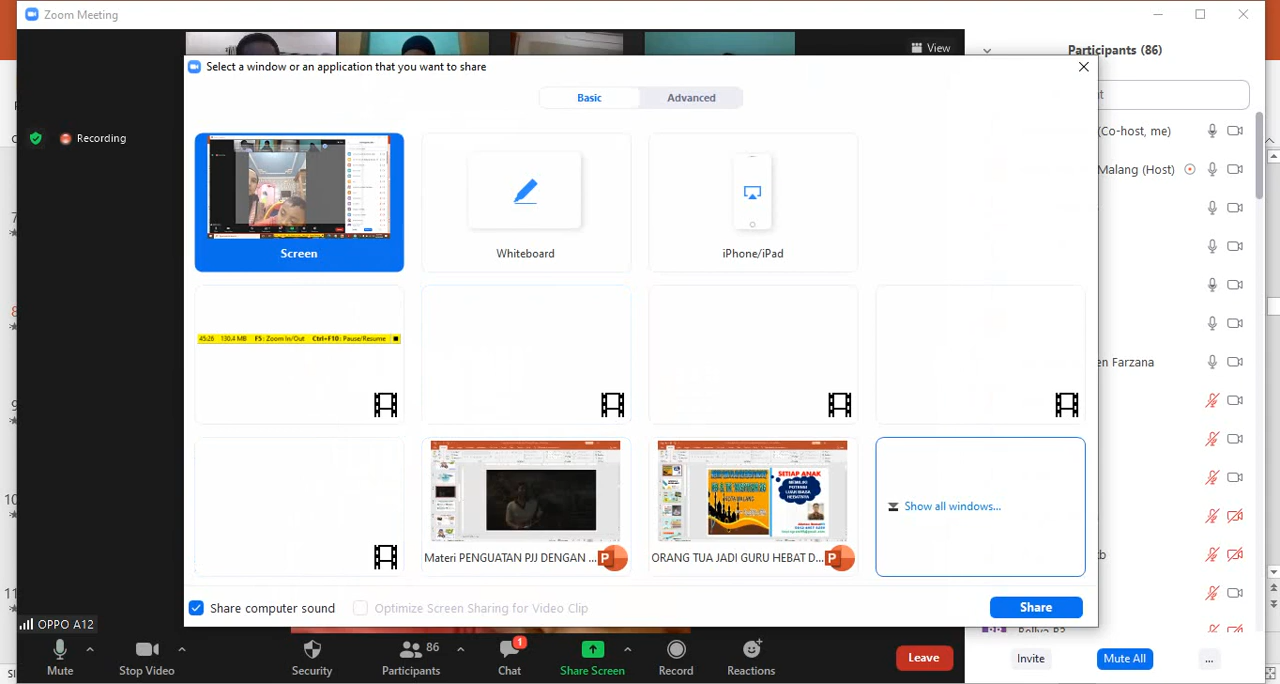 Zoom Meeting
View
Participants (86)
Select a window or an application that you want to share
Basic
Advanced
Recording
(Co-host, me)
Malang (Host)
Screen
Whiteboard
iPhone/iPad
45:26 130.4 MB F5: Zoom In/Out Ctrl+F10: Pause/Resume
en Farzana
Show all windows...
SETIAP ANAK
Materi PENGUATAN PJJ DENGAN ...
ORANG TUA JADI GURU HEBAT D...
Share computer sound
Optimize Screen Sharing for Video Clip
Share
OPPO A12
Mute
Stop Video
Security
86
Participants
1
Chat
Share Screen
Record
Reactions
Leave
Invite
Mute All
...